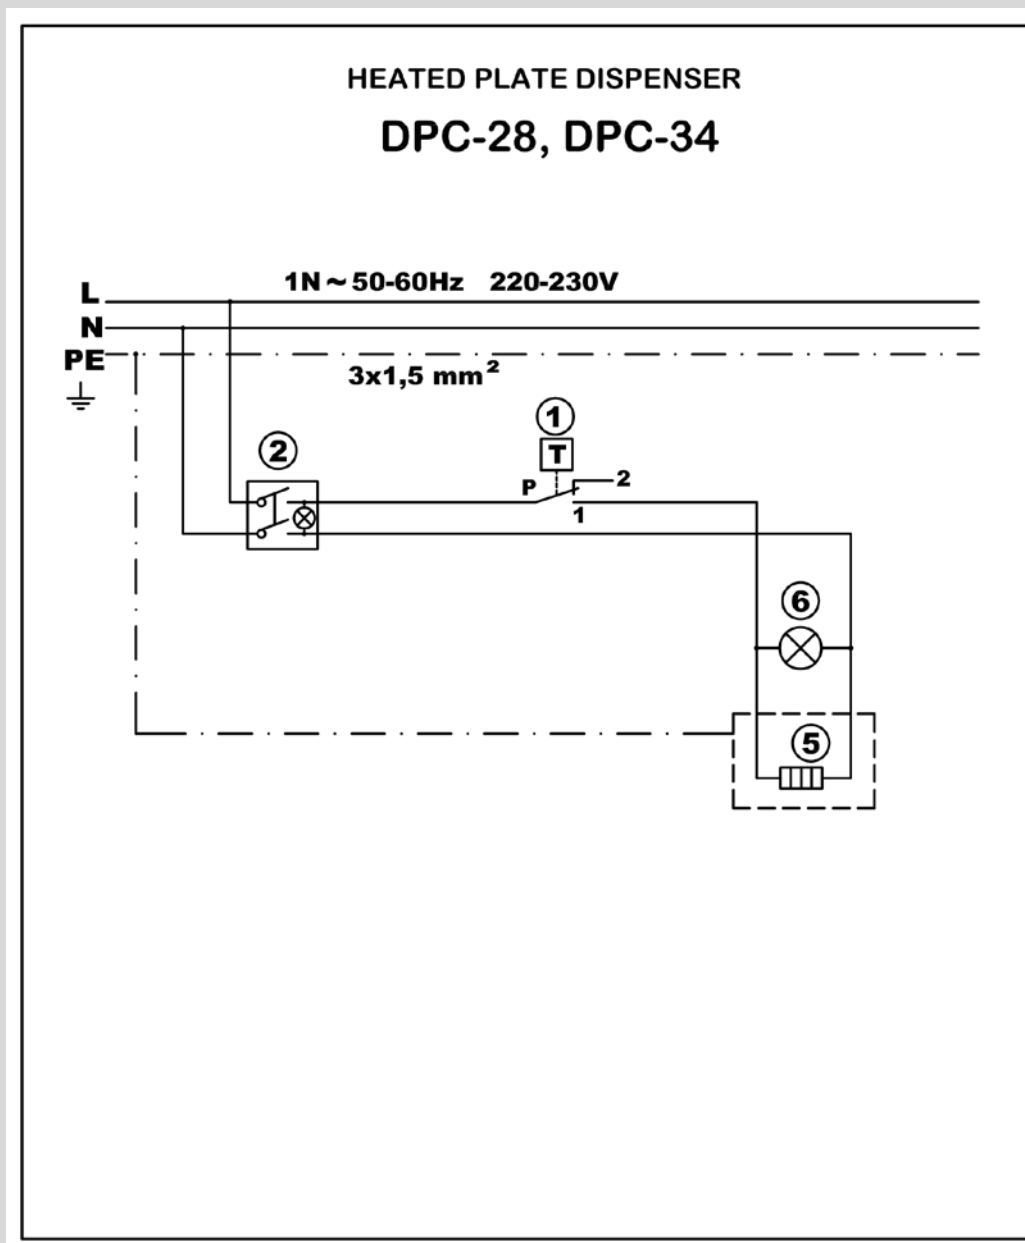 HEATED PLATE DISPENSER
DPC-28, DPC-34
1N ~ 50-60Hz 220-230V
L
N
PE
3x1,5 mm²
1
2
T
P
2
1
6
5